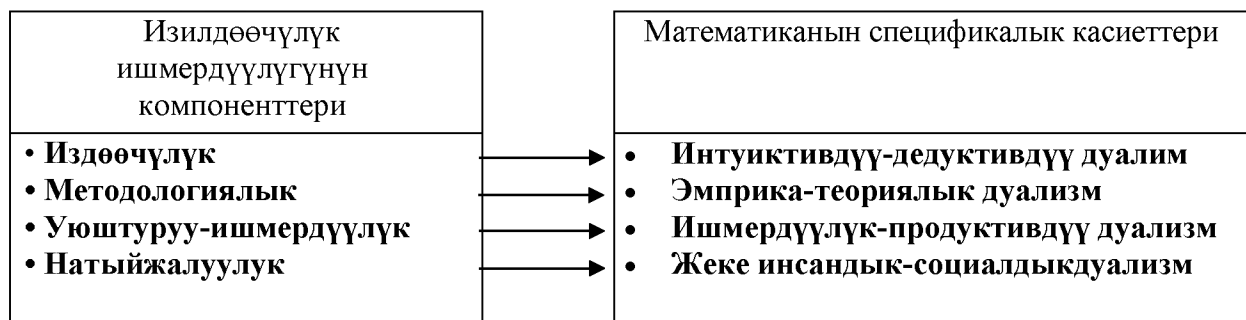 Изилдөөчүлүк
ишмердүүлүгүнүн
компоненттери
• Издөөчүлүк
• Методологиялык
• Уюштуруу-ишмердүүлүк
• Натыйжалуулук
Математиканын спецификалык касиеттери
• Интуиктивдүү-дедуктивдүү дуалим
• Эмприка-теориялык дуализм
• Ишмердүүлүк-продуктивдүү дуализм
• Жеке инсандык-социалдыкдуализм